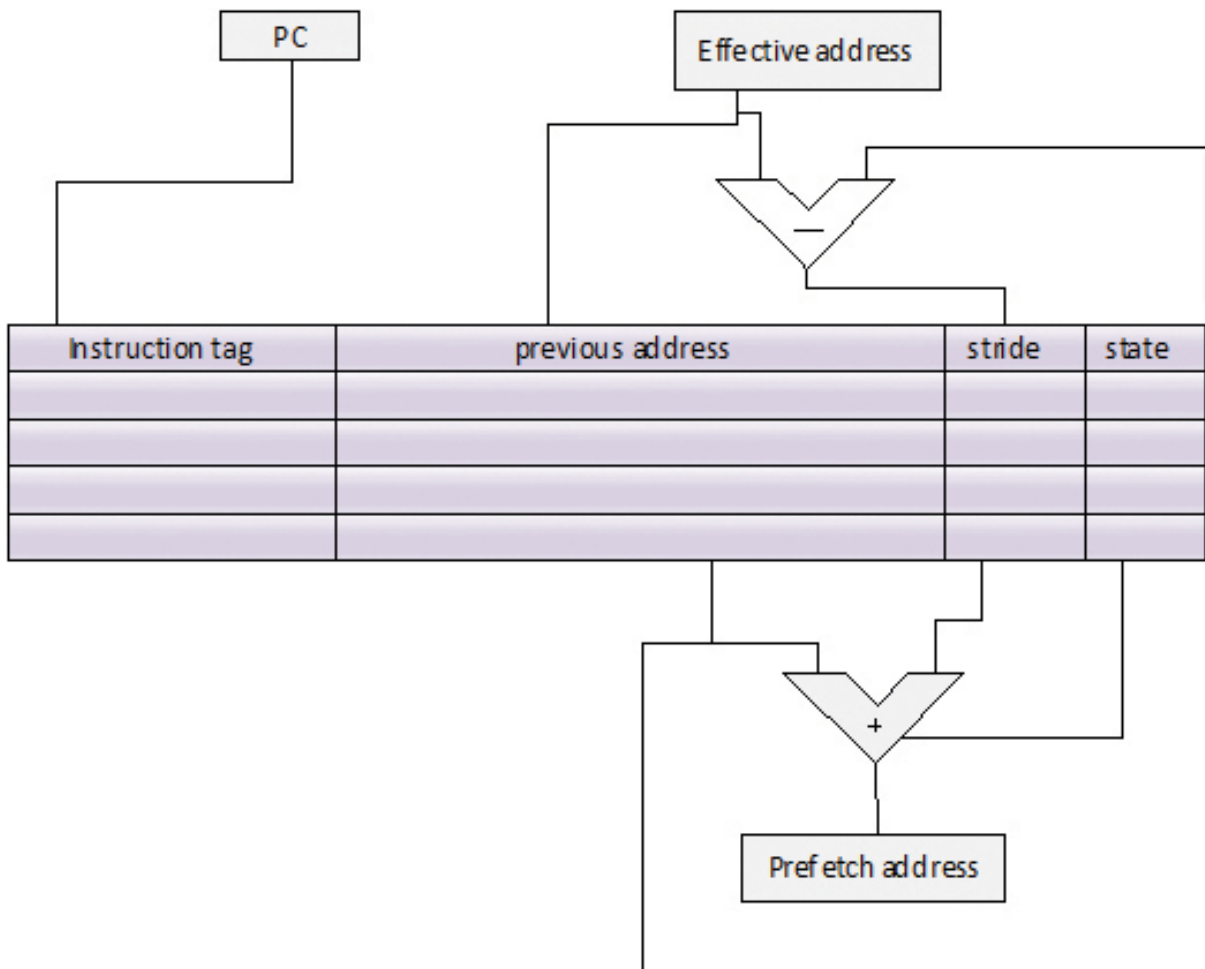 PC
Effective address
—
Instruction tag previous address stride state
+
Prefetch address